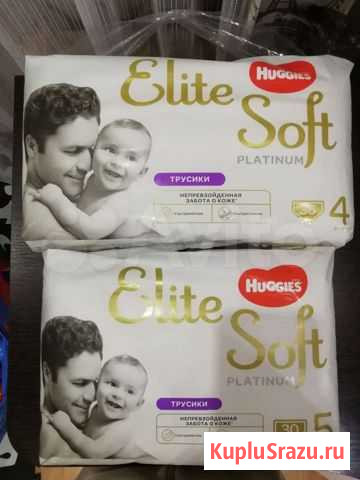 HUGGIES
Elite
Soft
PLATINUM
ТРУСИКИ
НЕПРЕВЗОЙДЕННАЯ
ЗАБОТА О КОЖЕ
4
HUGGIES
Elite
Soft
PLATINUM
ТРУСИКИ
НЕПРЕВЗОЙДЕННАЯ
ЗАБОТА О КОЖЕ
30
5
KupluSrazu.ru